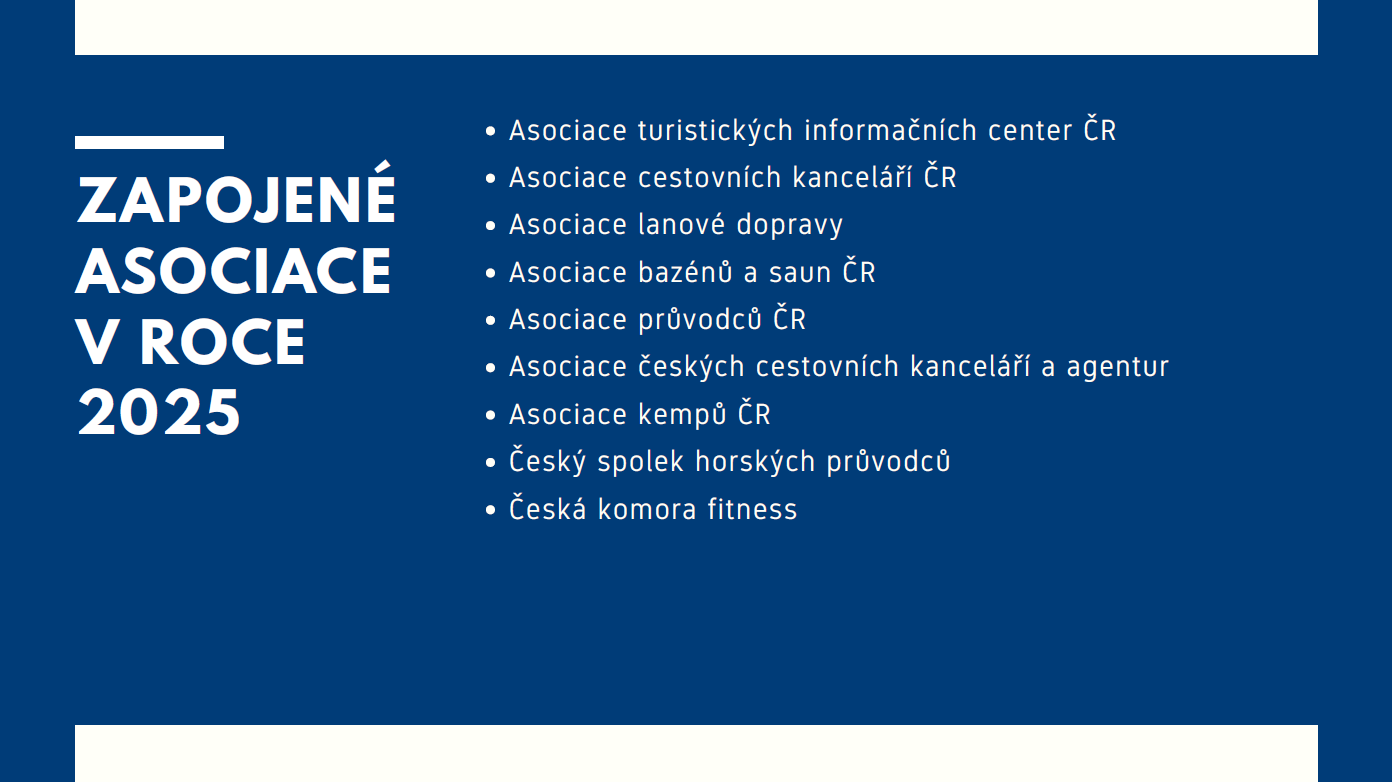 ZAPOJENÉ
ASOCIACE
V ROCE
2025
• Asociace turistických informačních center ČR
• Asociace cestovních kanceláří ČR
• Asociace lanové dopravy
• Asociace bazénů a saun ČR
• Asociace průvodců ČR
• Asociace českých cestovních kanceláří a agentur
• Asociace kempů ČR
• Český spolek horských průvodců
• Česká komora fitness